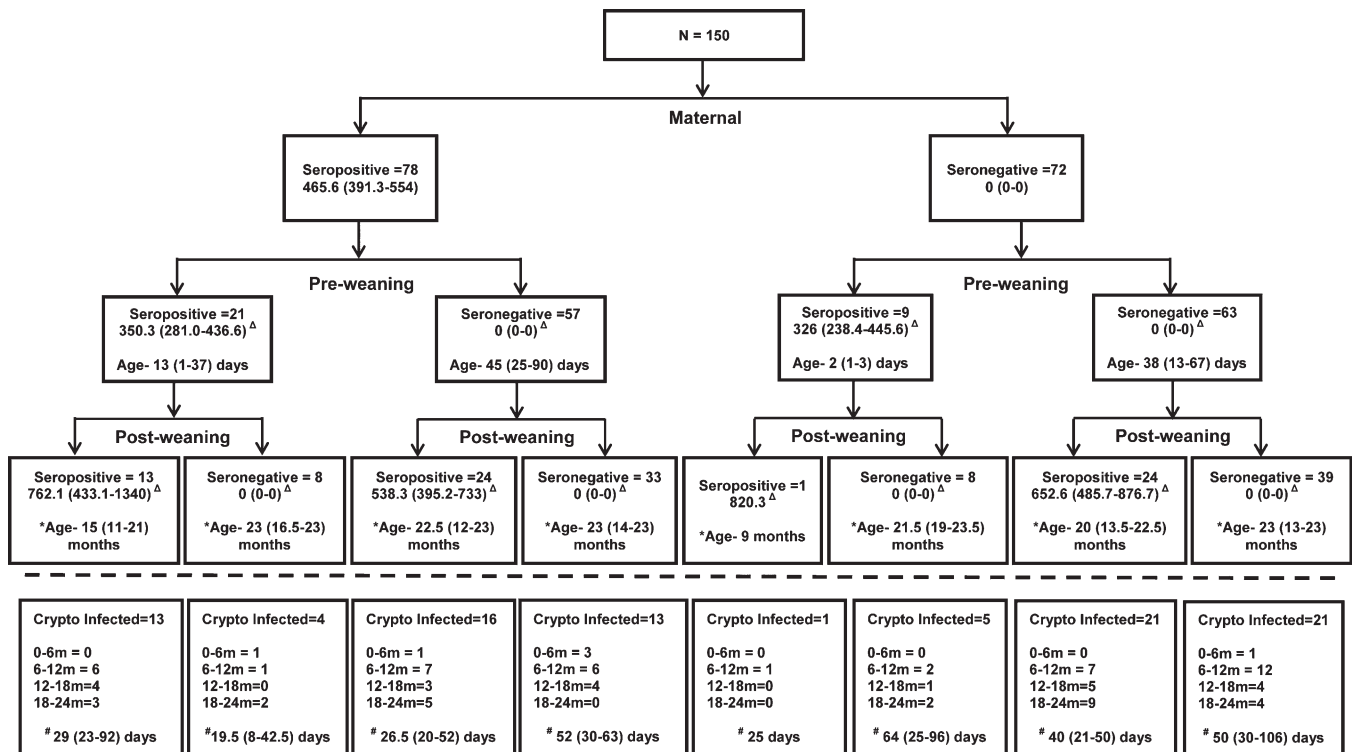 N = 150
Maternal
Seropositive =78
465.6 (391.3-554)
Seronegative =72
0 (0-0)
Pre-weaning
Pre-weaning
Seropositive =21
350.3 (281.0-436.6) Δ
Age- 13 (1-37) days
Seronegative =57
0 (0-0) Δ
Age- 45 (25-90) days
Seropositive =9
326 (238.4-445.6) Δ
Age- 2 (1-3) days
Seronegative =63
0 (0-0) Δ
Age- 38 (13-67) days
Post-weaning
Post-weaning
Post-weaning
Post-weaning
Seropositive = 13
762.1 (433.1-1340) Δ
*Age- 15 (11-21)
months
Seronegative = 8
0 (0-0) Δ
*Age- 23 (16.5-23)
months
Seropositive =24
538.3 (395.2-733) Δ
*Age- 22.5 (12-23)
months
Seronegative = 33
0 (0-0) Δ
*Age- 23 (14-23)
months
Seropositive =1
820.3 Δ
*Age- 9 months
Seronegative = 8
0 (0-0) Δ
*Age- 21.5 (19-23.5)
months
Seropositive =24
652.6 (485.7-876.7) Δ
*Age- 20 (13.5-22.5)
months
Seronegative = 39
0 (0-0) Δ
*Age- 23 (13-23)
months
Crypto Infected=13
0-6m = 0
6-12m = 6
12-18m=4
18-24m=3
# 29 (23-92) days
Crypto Infected=4
0-6m = 1
6-12m = 1
12-18m=0
18-24m=2
#19.5 (8-42.5) days
Crypto Infected=16
0-6m = 1
6-12m = 7
12-18m=3
18-24m=5
# 26.5 (20-52) days
Crypto Infected=13
0-6m = 3
6-12m = 6
12-18m=4
18-24m=0
# 52 (30-63) days
Crypto Infected=1
0-6m = 0
6-12m = 1
12-18m=0
18-24m=0
# 25 days
Crypto Infected=5
0-6m = 0
6-12m = 2
12-18m=1
18-24m=2
# 64 (25-96) days
Crypto Infected=21
0-6m = 0
6-12m = 7
12-18m=5
18-24m=9
# 40 (21-50) days
Crypto Infected=21
0-6m = 1
6-12m = 12
12-18m=4
18-24m=4
# 50 (30-106) days